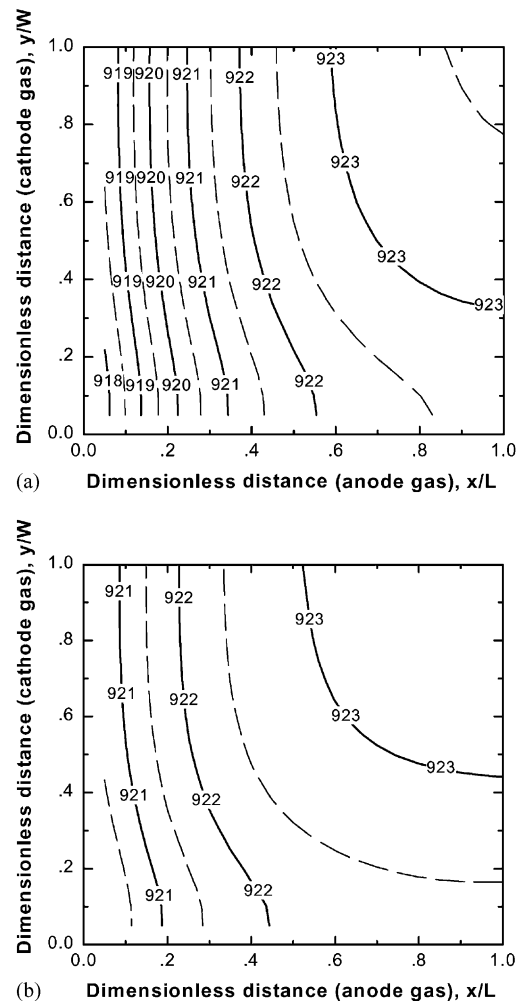 Dimensionless distance (cathode gas), y/W
1.0
.8
.6
.4
.2
0.0
919 920 921 922 923
923
919 920 921 922
923
919 920 921 922
923
918 919 920 921 922
0.0 .2 .4 .6 .8 1.0
(a) Dimensionless distance (anode gas), x/L
Dimensionless distance (cathode gas), y/W
1.0
.8
.6
.4
.2
0.0
921 922
923
921 922
923
923
921 922
921 922
0.0 .2 .4 .6 .8 1.0
(b) Dimensionless distance (anode gas), x/L